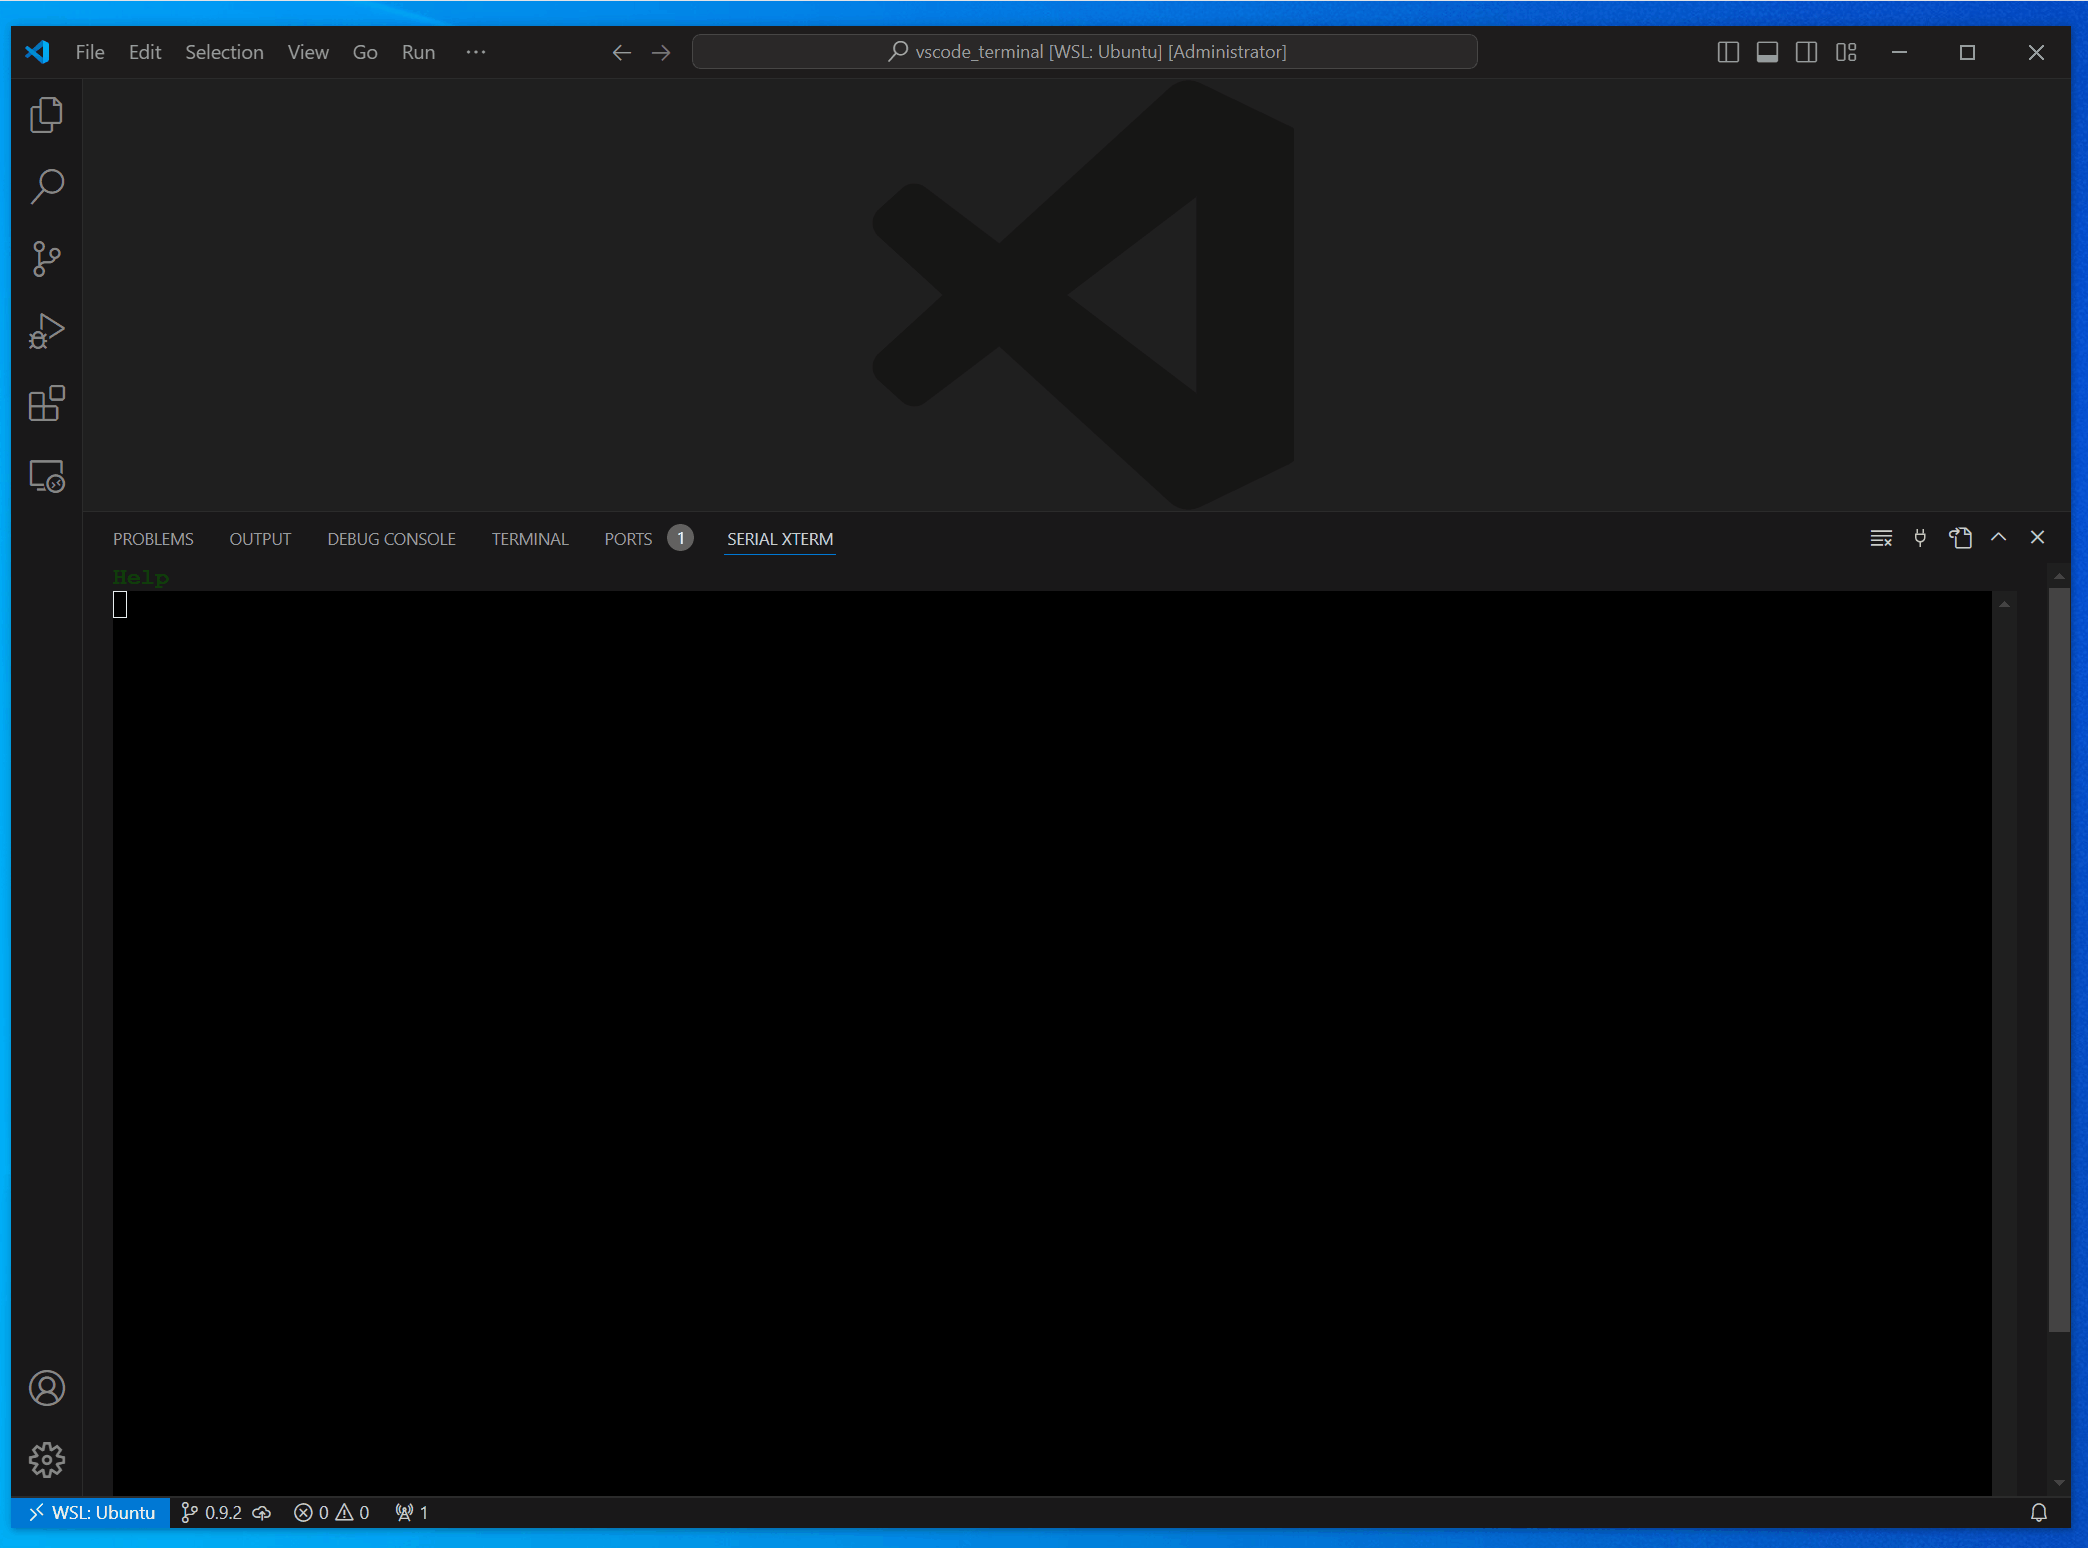 File Edit Selection View Go Run ···
vscode_terminal [WSL: Ubuntu] [Administrator]
PROBLEMS OUTPUT DEBUG CONSOLE TERMINAL PORTS 1 SERIAL XTERM
Help
WSL: Ubuntu 0.9.2 0 0 1